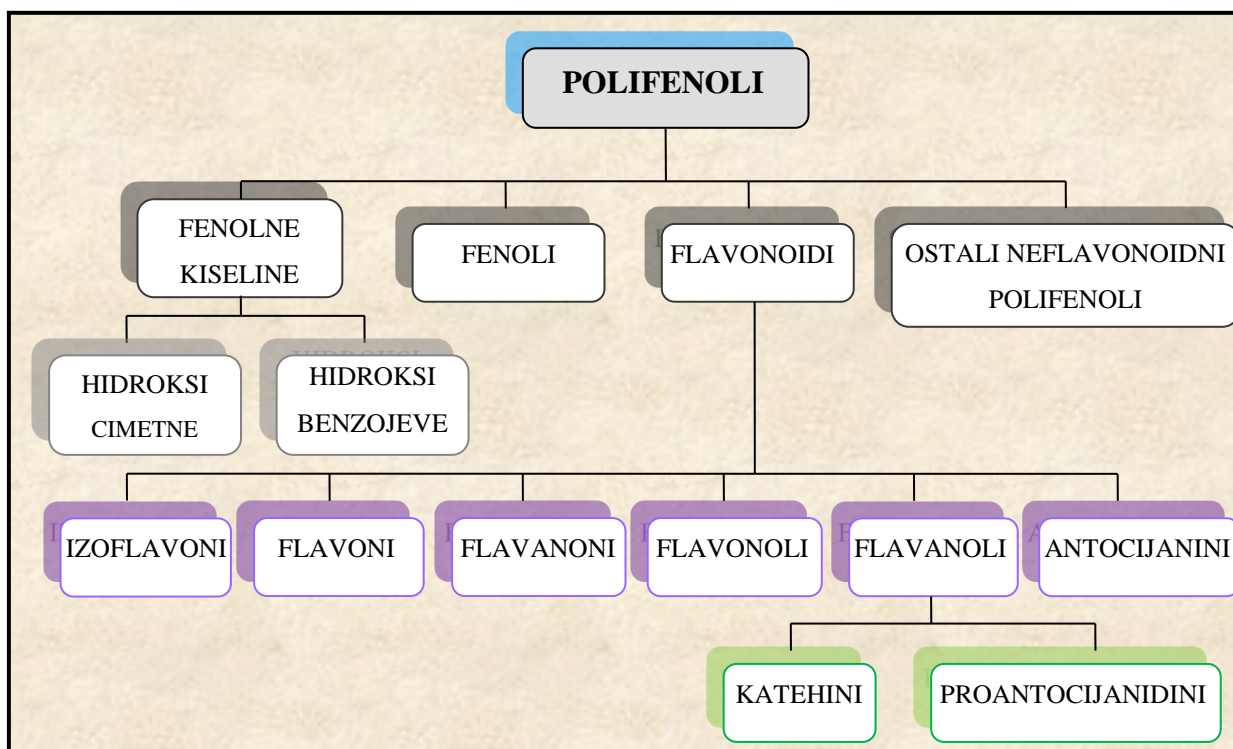 POLIFENOLI
FENOLNE
KISELINE
FENOLI
FLAVONOIDI
OSTALI NEFLAVONOIDNI
POLIFENOLI
HIDROKSI
CIMETNE
HIDROKSI
BENZOJEVE
IZOFLAVONI
FLAVONI
FLAVANONI
FLAVONOLI
FLAVANOLI
ANTOCIJANINI
KATEHINI
PROANTOCIJANIDINI